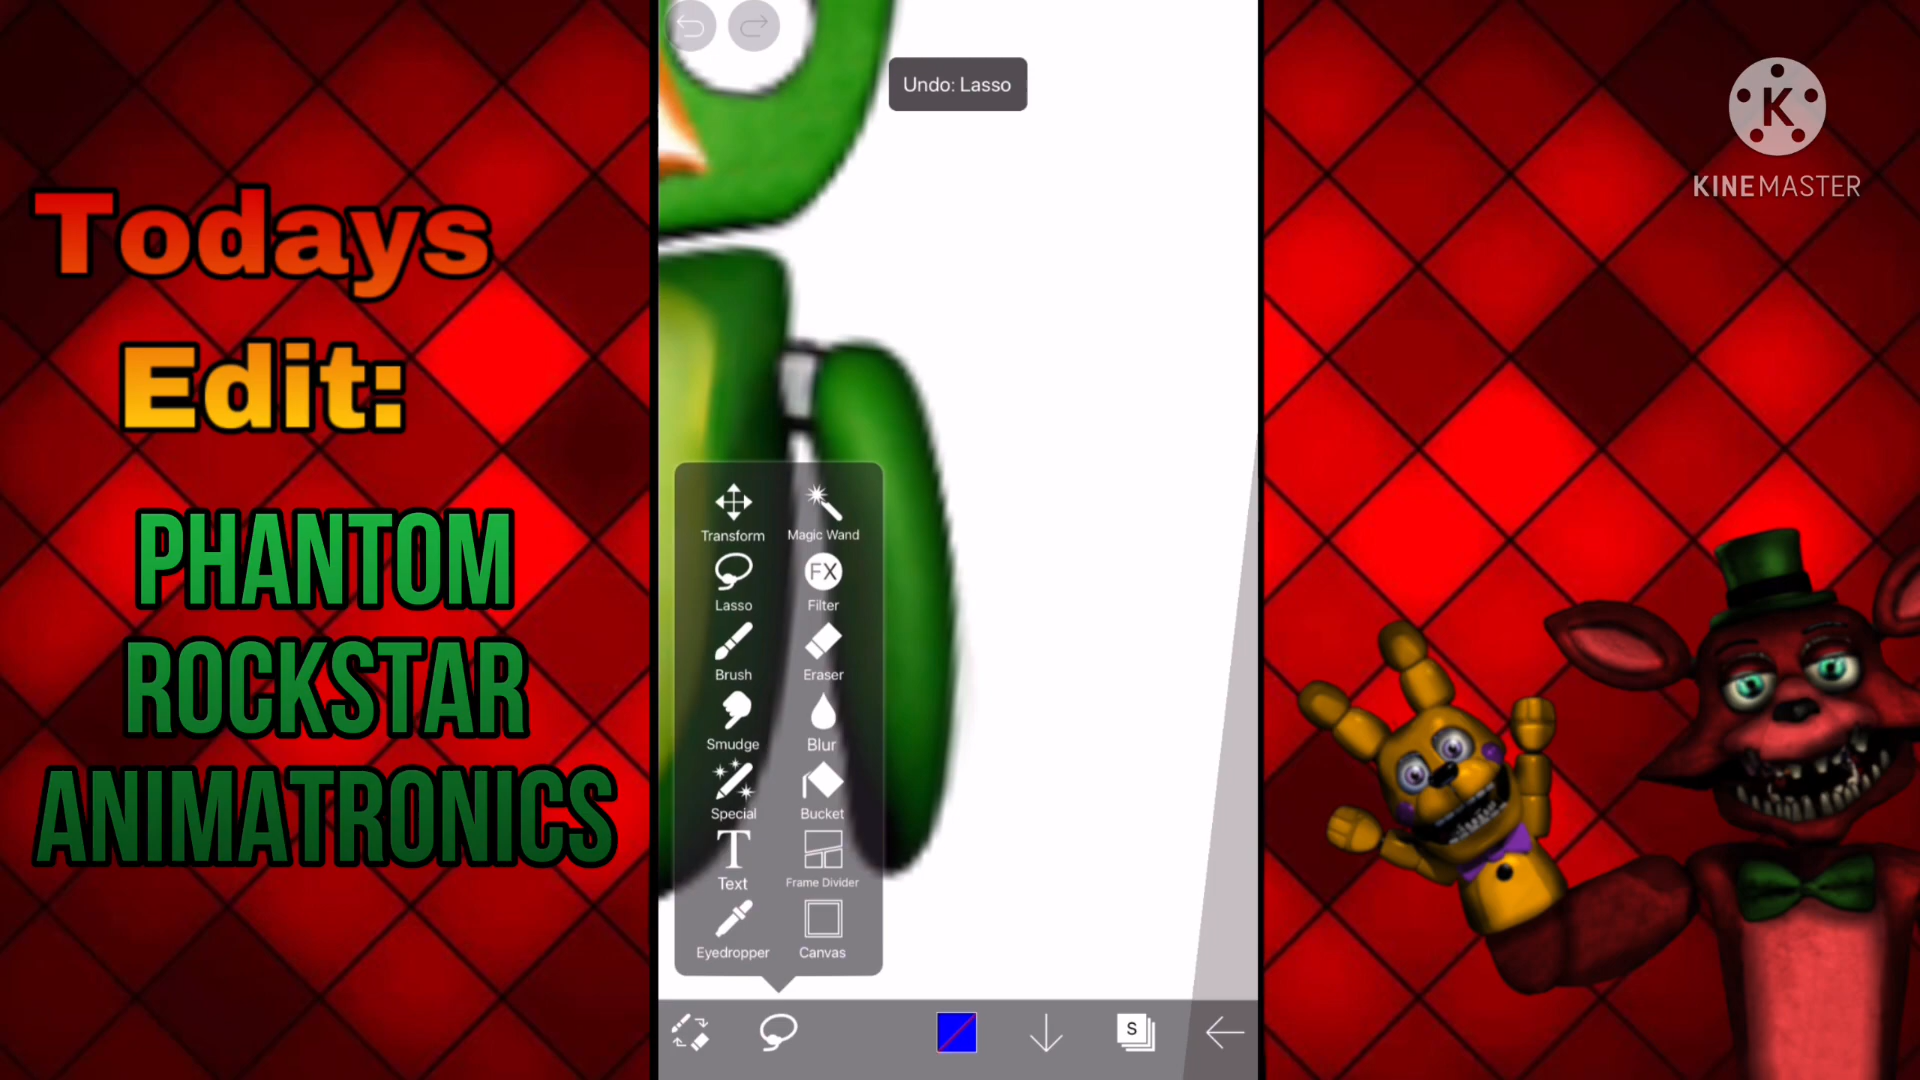 Undo: Lasso
KINEMASTER
Todays
Edit:
PHANTOM
ROCKSTAR
ANIMATRONICS
Transform
Magic Wand
Lasso
FX
Filter
Brush
Eraser
Smudge
Blur
Special
Bucket
T
Text
Frame Divider
Eyedropper
Canvas
S
K